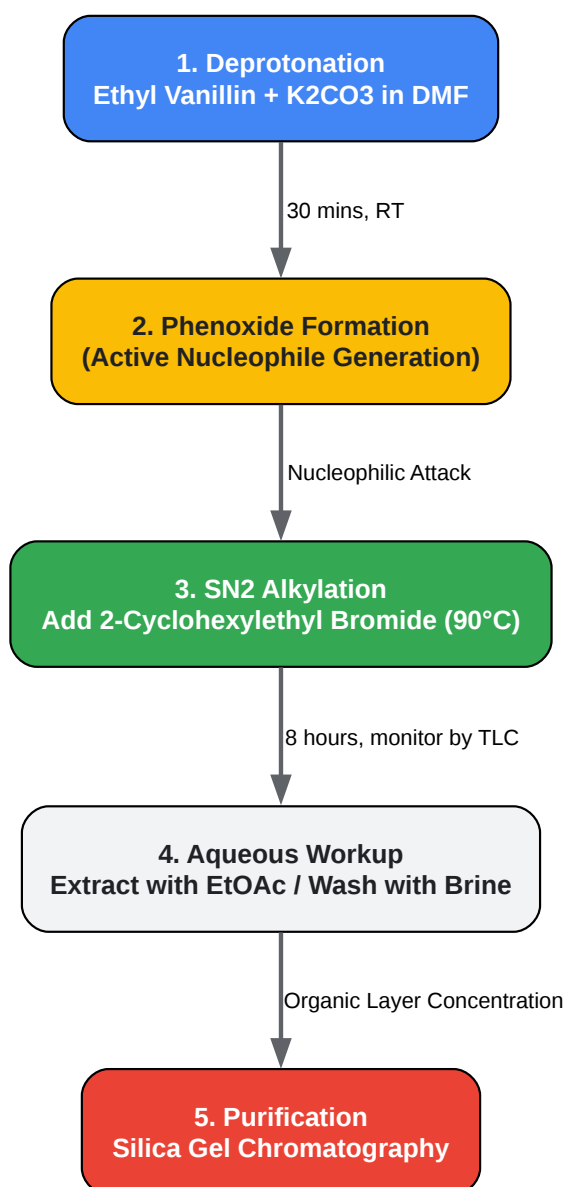 1. Deprotonation
Ethyl Vanillin + K2CO3 in DMF
30 mins, RT
2. Phenoxide Formation
(Active Nucleophile Generation)
Nucleophilic Attack
3. SN2 Alkylation
Add 2-Cyclohexylethyl Bromide (90°C)
8 hours, monitor by TLC
4. Aqueous Workup
Extract with EtOAc / Wash with Brine
Organic Layer Concentration
5. Purification
Silica Gel Chromatography